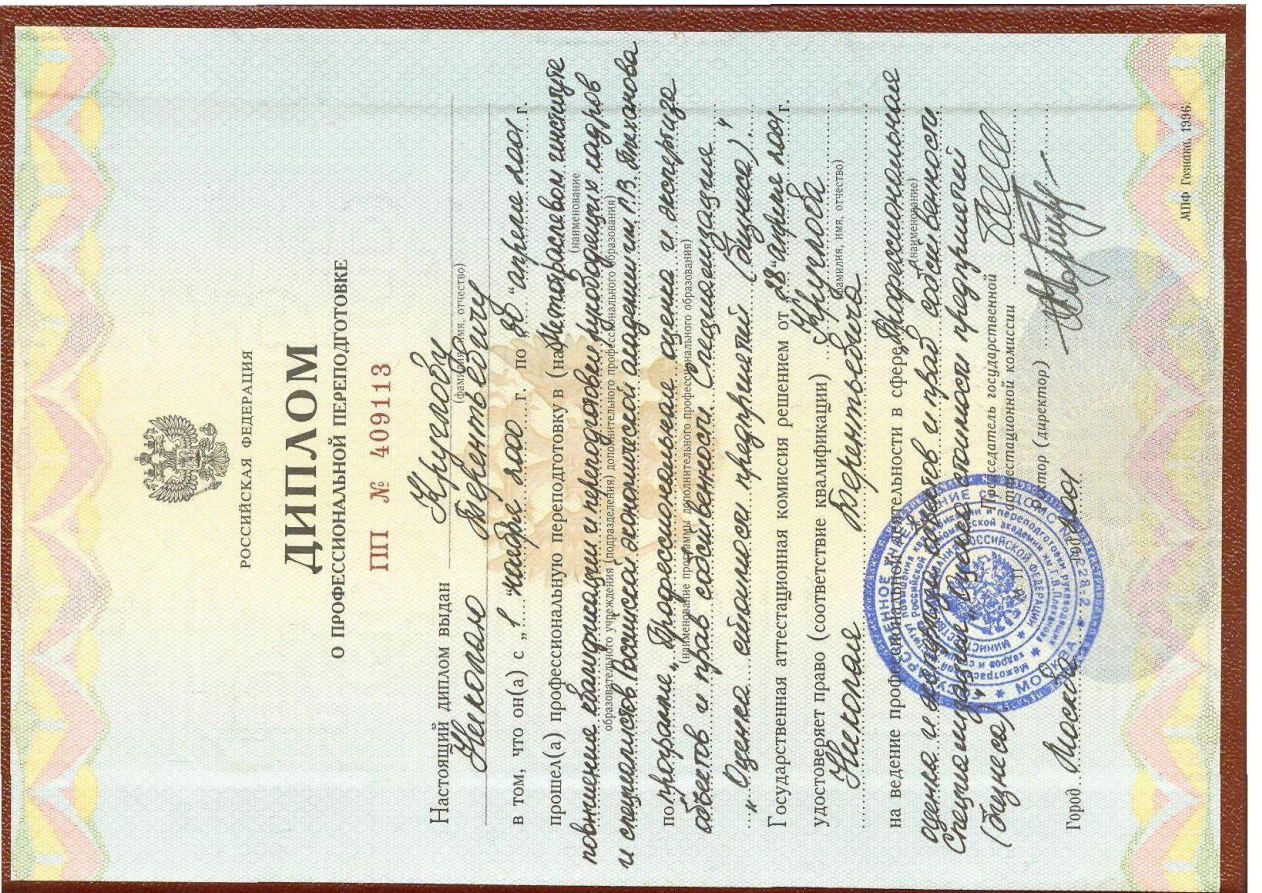 РОССИЙСКАЯ ФЕДЕРАЦИЯ
ДИПЛОМ
О ПРОФЕССИОНАЛЬНОЙ ПЕРЕПОДГОТОВКЕ
ПП № 409113
Настоящий диплом выдан Круглову
(фамилия, имя, отчество)
Николаю Терентьевичу
в том, что он(а) с „1" ноября 2000 г. по „20" апреля 2001 г.
прошел(а) профессиональную переподготовку в (на) Межотраслевом институте
(наименование
повышения квалификации и переподготовки руководящих кадров
образовательного учреждения (подразделения) дополнительного профессионального образования)
и специалистов Российской экономической академии им. Г.В. Плеханова
по программе „Профессиональная оценка и экспертиза
(наименование программы дополнительного профессионального образования)
объектов и прав собственности". Специализация
„Оценка стоимости предприятий (бизнеса)"
Государственная аттестационная комиссия решением от „28" апреля 2001 г.
удостоверяет право (соответствие квалификации) Круглова
фамилия, имя, отчество)
Николая Терентьевича
на ведение профессиональной деятельности в сфере Профессиональная
(наименование)
оценка и экспертиза объектов и прав собственности
Специализация „Оценка стоимости предприятий
(бизнеса)"
Председатель государственной
аттестационной комиссии
Ректор (директор)
Город Москва 2001
МПФ Гознака. 1996.
МОСКВА